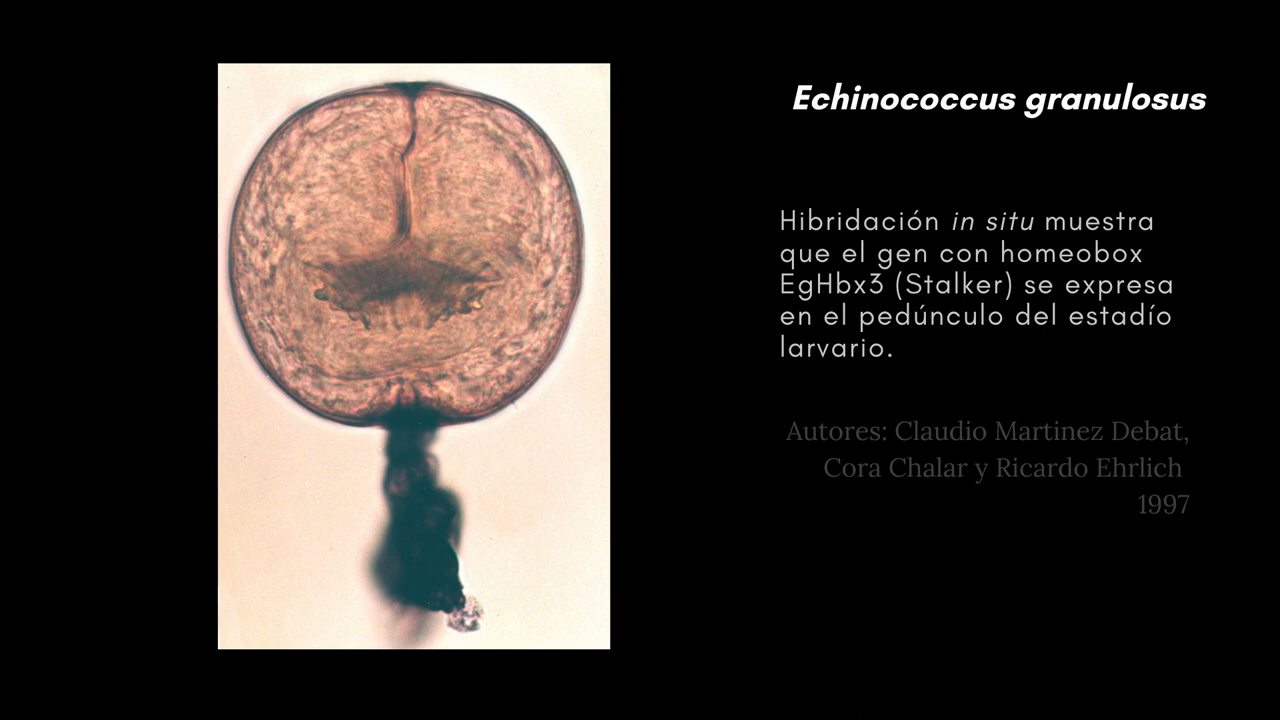 Echinococcus granulosus
Hibridación in situ muestra
que el gen con homeobox
EgHbx3 (Stalker) se expresa
en el pedúnculo del estadío
larvario.
Autores: Claudio Martinez Debat,
Cora Chalar y Ricardo Ehrlich
1997